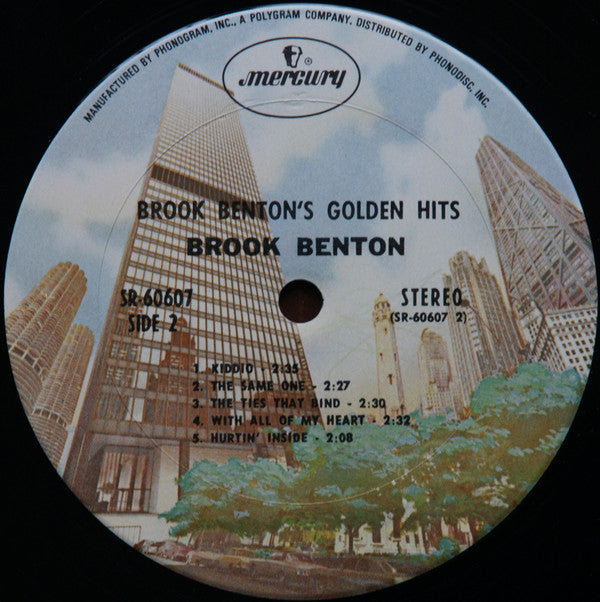 MANUFACTURED BY PHONOGRAM, INC., A POLYGRAM COMPANY. DISTRIBUTED BY PHONODISC, INC.
mercury ®
BROOK BENTON'S GOLDEN HITS
BROOK BENTON
SR-60607 STEREO
SIDE 2 (SR-60607 2)
1. KIDDIO - 2:35
2. THE SAME ONE - 2:27
3. THE TIES THAT BIND - 2:30
4. WITH ALL OF MY HEART - 2:32
5. HURTIN' INSIDE - 2:08